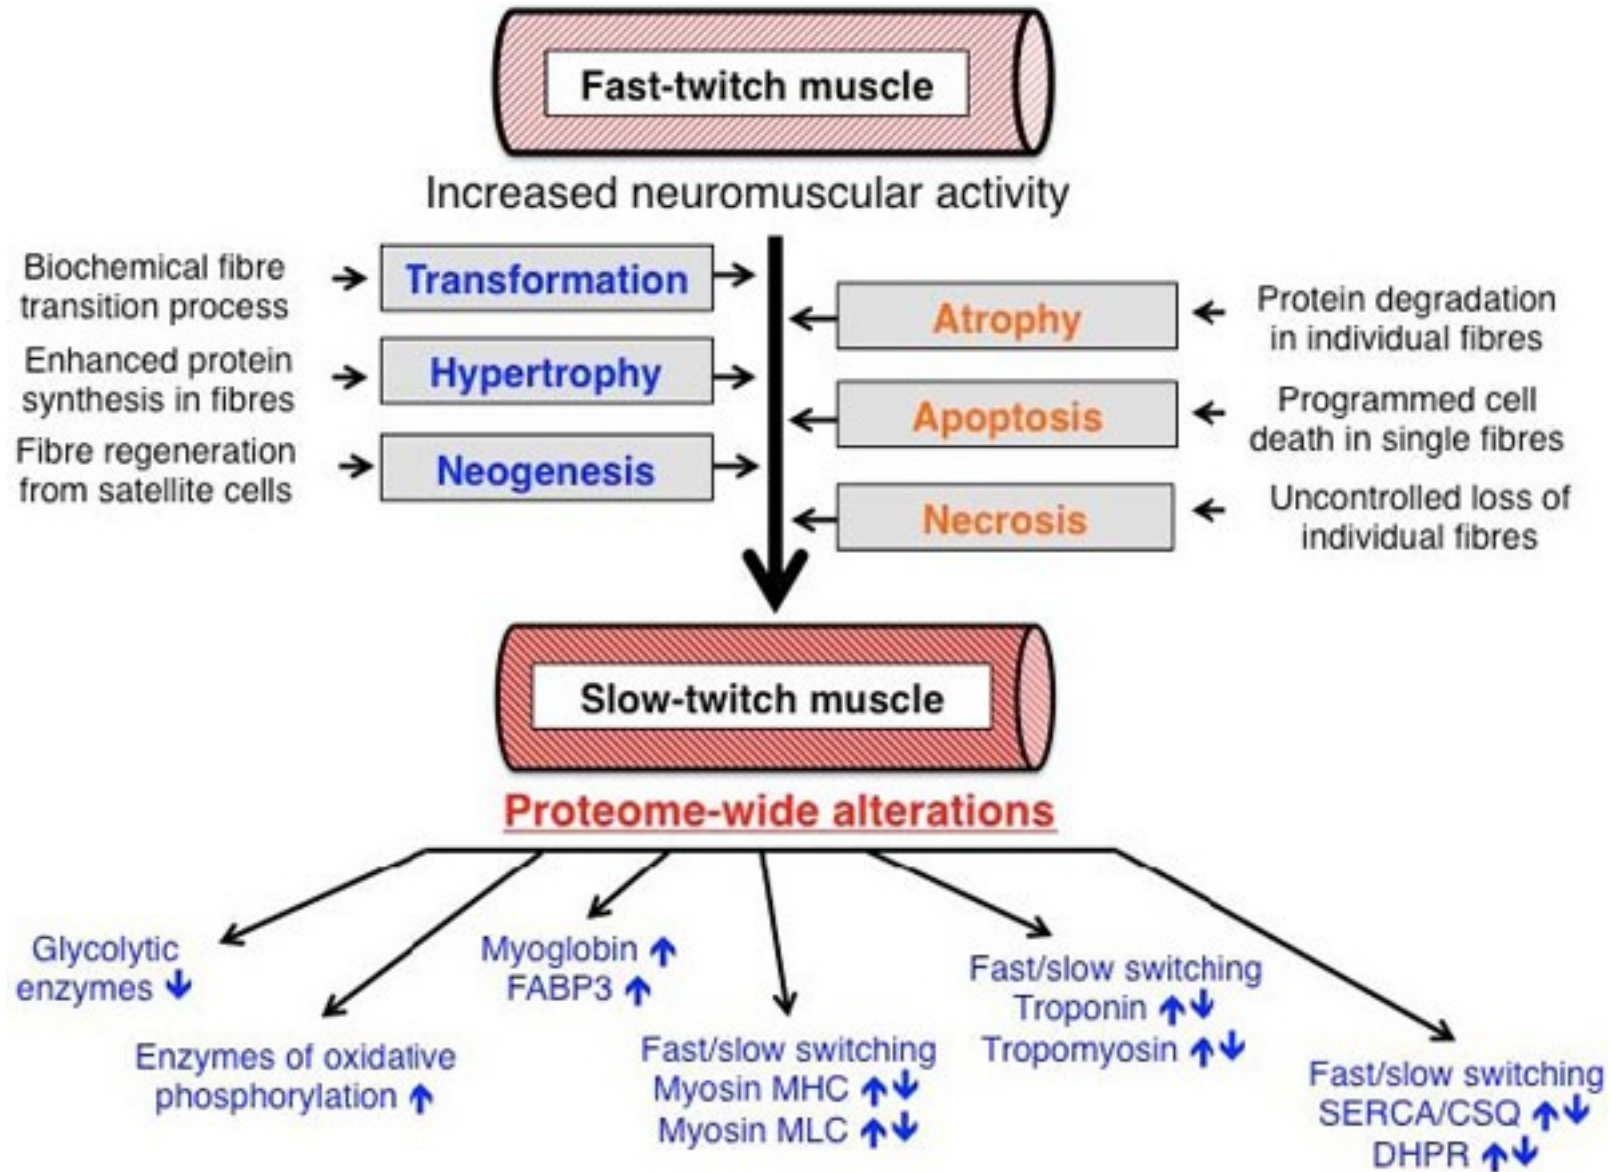 Fast-twitch muscle
Increased neuromuscular activity
Biochemical fibre
transition process
Transformation
Enhanced protein
synthesis in fibres
Hypertrophy
Fibre regeneration
from satellite cells
Neogenesis
Atrophy
Protein degradation
in individual fibres
Apoptosis
Programmed cell
death in single fibres
Necrosis
Uncontrolled loss of
individual fibres
Slow-twitch muscle
Proteome-wide alterations
Glycolytic
enzymes ↓
Enzymes of oxidative
phosphorylation ↑
Myoglobin ↑
FABP3 ↑
Fast/slow switching
Myosin MHC ↑↓
Myosin MLC ↑↓
Fast/slow switching
Troponin ↑↓
Tropomyosin ↑↓
Fast/slow switching
SERCA/CSQ ↑↓
DHPR ↑↓